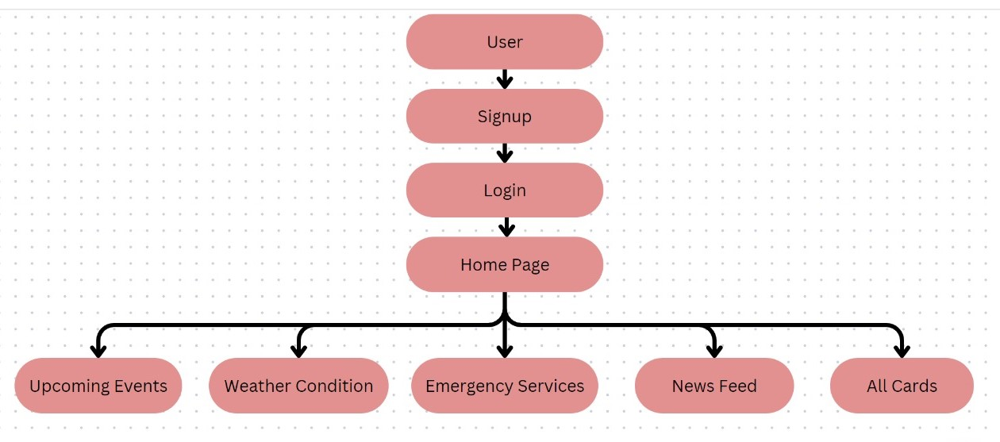 User
Signup
Login
Home Page
Upcoming Events
Weather Condition
Emergency Services
News Feed
All Cards